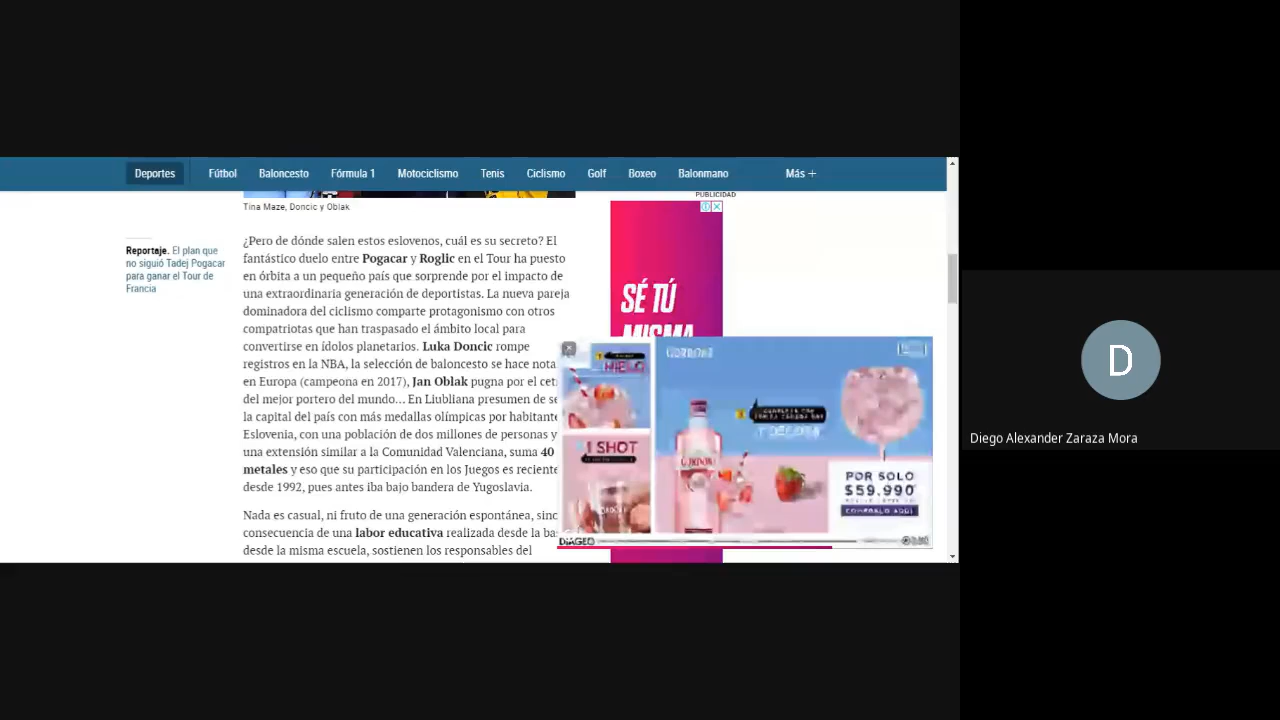 Deportes Fútbol Baloncesto Fórmula 1 Motociclismo Tenis Ciclismo Golf Boxeo Balonmano Más +
Tina Maze, Doncic y Oblak
Reportaje. El plan que
no siguió Tadej Pogacar
para ganar el Tour de
Francia
¿Pero de dónde salen estos eslovenos, cuál es su secreto? El
fantástico duelo entre Pogacar y Roglic en el Tour ha puesto
en órbita a un pequeño país que sorprende por el impacto de
una extraordinaria generación de deportistas. La nueva pareja
dominadora del ciclismo comparte protagonismo con otros
compatriotas que han traspasado el ámbito local para
convertirse en ídolos planetarios. Luka Doncic rompe
registros en la NBA, la selección de baloncesto se hace nota
en Europa (campeona en 2017), Jan Oblak pugna por el cet
del mejor portero del mundo... En Liubliana presumen de se
la capital del país con más medallas olímpicas por habitante
Eslovenia, con una población de dos millones de personas y
una extensión similar a la Comunidad Valenciana, suma 40
metales y eso que su participación en los Juegos es reciente
desde 1992, pues antes iba bajo bandera de Yugoslavia.
Nada es casual, ni fruto de una generación espontánea, sino
consecuencia de una labor educativa realizada desde la ba
desde la misma escuela, sostienen los responsables del
PUBLICIDAD
SÉ TÚ
MISMA
GORDON'S
HIELO
1 SHOT
GORDON'S
POR SOLO
$59.990
COMPRALO AQUÍ
DIAGEO
D
Diego Alexander Zaraza Mora